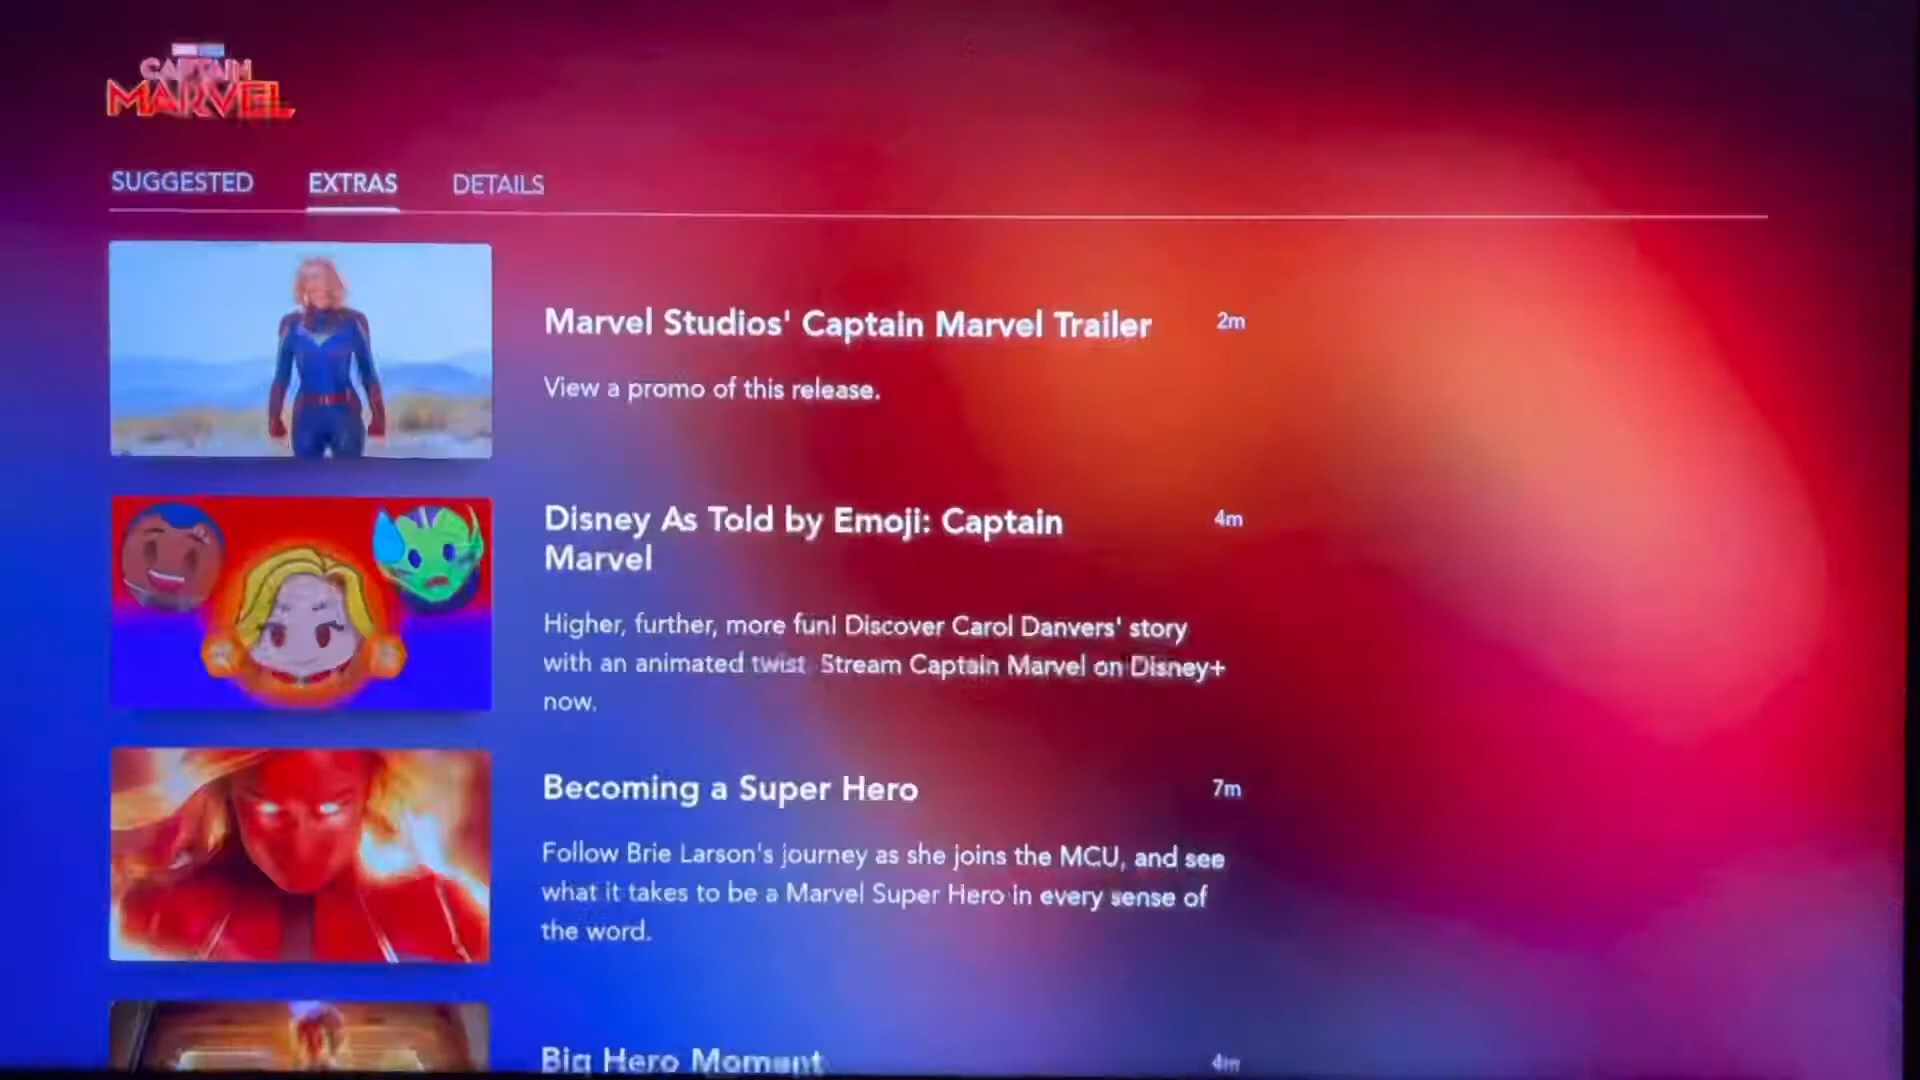 CAPTAIN
MARVEL
SUGGESTED EXTRAS DETAILS
Marvel Studios' Captain Marvel Trailer 2m
View a promo of this release.
Disney As Told by Emoji: Captain 4m
Marvel
Higher, further, more fun! Discover Carol Danvers' story
with an animated twist Stream Captain Marvel on Disney+
now.
Becoming a Super Hero 7m
Follow Brie Larson's journey as she joins the MCU, and see
what it takes to be a Marvel Super Hero in every sense of
the word.
Big Hero Moment 4m